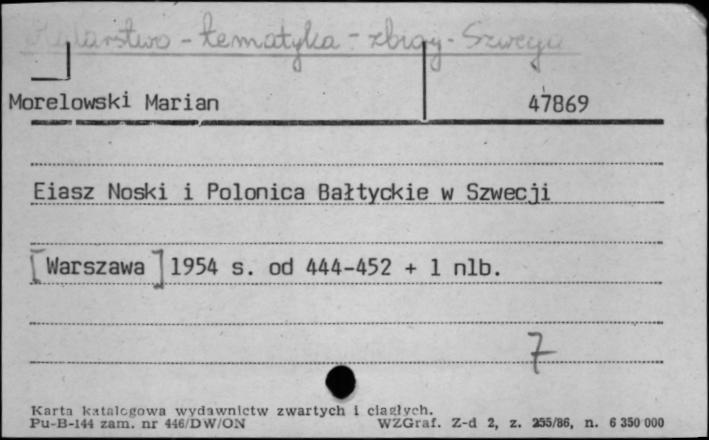 Malarstwo - tematyka - zbiory - Szwecja
Morelowski Marian 47869
Eiasz Noski i Polonica Bałtyckie w Szwecji
[Warszawa] 1954 s. od 444-452 + 1 nlb.
7
Karta katalogowa wydawnictw zwartych i ciągłych.
Pu-B-144 zam. nr 446/DW/ON WZGraf. Z-d 2, z. 255/86, n. 6 350 000